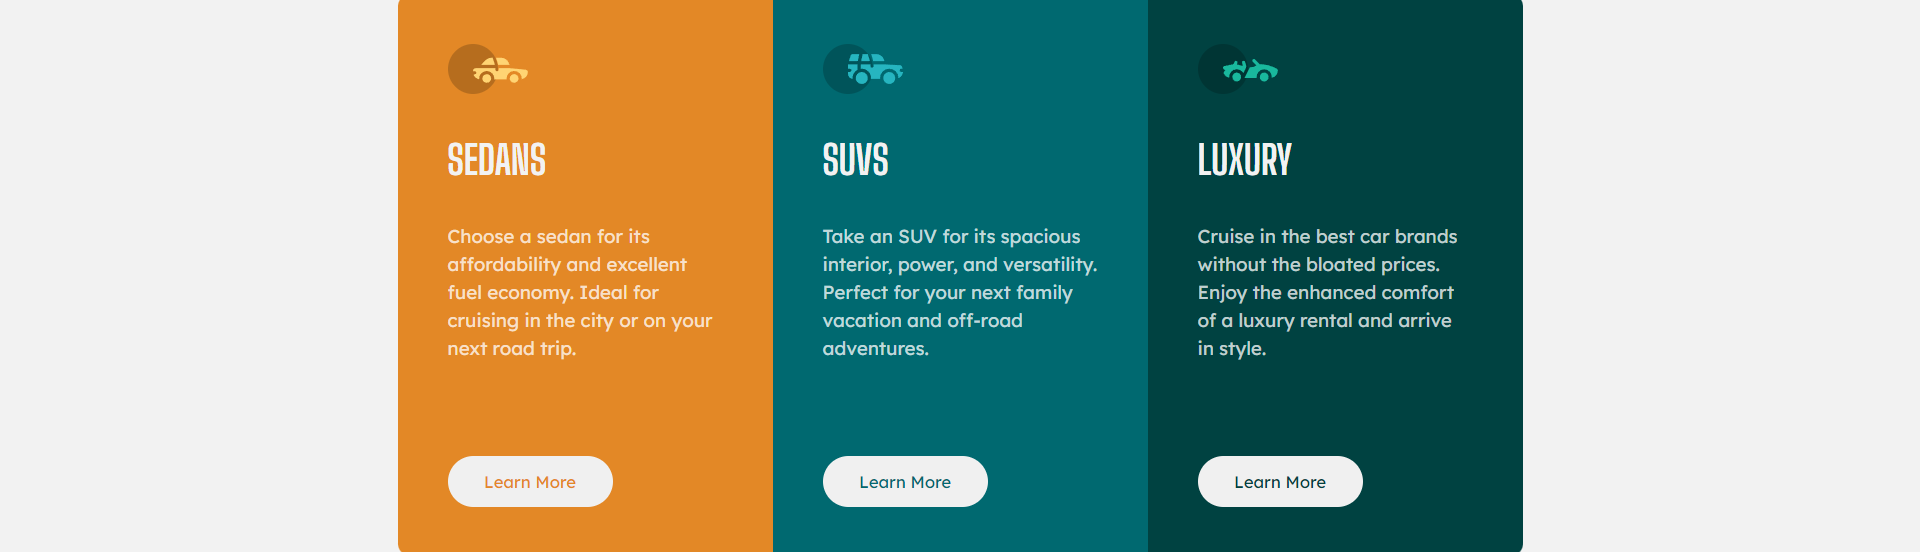 SEDANS
Choose a sedan for its
affordability and excellent
fuel economy. Ideal for
cruising in the city or on your
next road trip.
Learn More
SUVS
Take an SUV for its spacious
interior, power, and versatility.
Perfect for your next family
vacation and off-road
adventures.
Learn More
LUXURY
Cruise in the best car brands
without the bloated prices.
Enjoy the enhanced comfort
of a luxury rental and arrive
in style.
Learn More